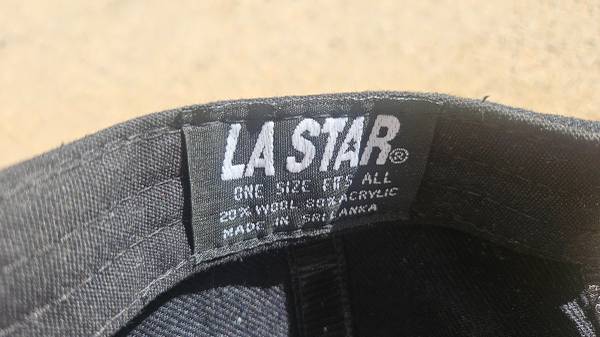 LA STAR®
ONE SIZE FITS ALL
20% WOOL 80% ACRYLIC
MADE IN SRI LANKA